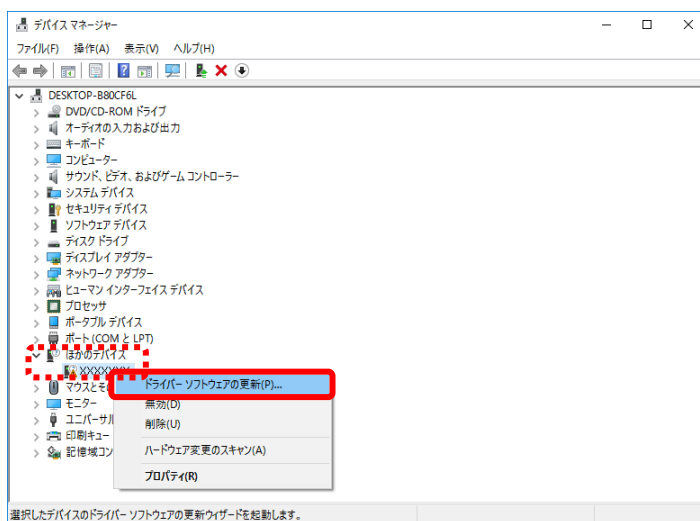 デバイス マネージャー
ファイル(F) 操作(A) 表示(V) ヘルプ(H)
DESKTOP-B80CF6L
DVD/CD-ROM ドライブ
オーディオの入力および出力
キーボード
コンピューター
サウンド、ビデオ、およびゲーム コントローラー
システム デバイス
セキュリティ デバイス
ソフトウェア デバイス
ディスク ドライブ
ディスプレイ アダプター
ネットワーク アダプター
ヒューマン インターフェイス デバイス
プロセッサ
ポータブル デバイス
ポート (COM と LPT)
ほかのデバイス
XXXXXXX
ドライバー ソフトウェアの更新(P)...
マウスとそ
無効(D)
モニター
削除(U)
ユニバーサル
印刷キュー
ハードウェア変更のスキャン(A)
記憶域コン
プロパティ(R)
選択したデバイスのドライバー ソフトウェアの更新ウィザードを起動します。